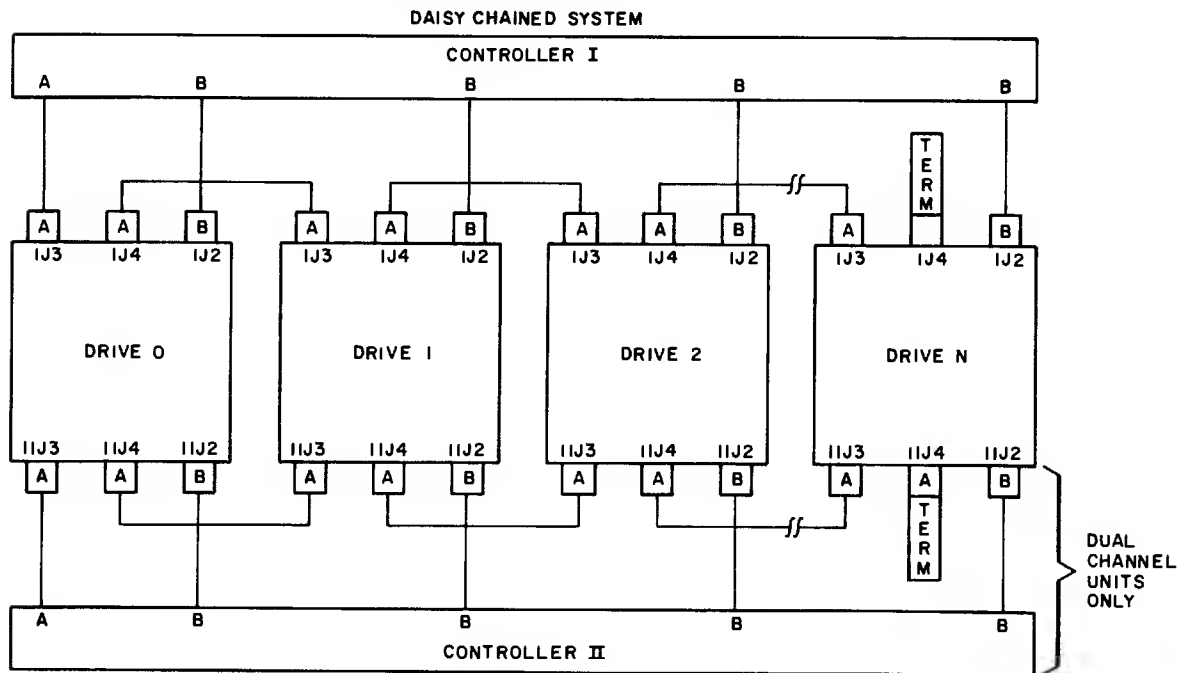 DAISY CHAINED SYSTEM
CONTROLLER I
A B B B B
TERM
A A B A A B A A B A B
IJ3 IJ4 IJ2 IJ3 IJ4 IJ2 IJ3 IJ4 IJ2 IJ3 IJ4 IJ2
DRIVE 0 DRIVE 1 DRIVE 2 DRIVE N
IIJ3 IIJ4 IIJ2 IIJ3 IIJ4 IIJ2 IIJ3 IIJ4 IIJ2 IIJ3 IIJ4 IIJ2
A A B A A B A A B A A B
TERM
DUAL
CHANNEL
UNITS
ONLY
A B B B B
CONTROLLER II